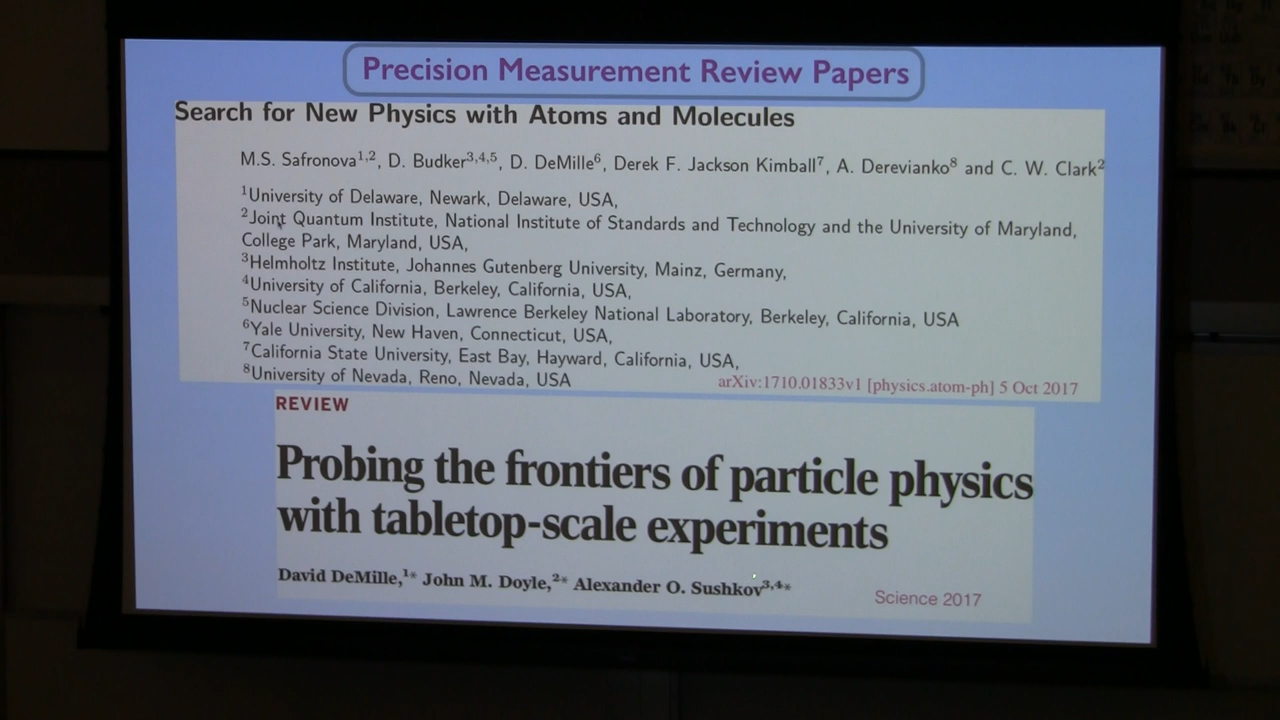 Precision Measurement Review Papers
Search for New Physics with Atoms and Molecules
M.S. Safronova¹,², D. Budker³,⁴,⁵, D. DeMille⁶, Derek F. Jackson Kimball⁷, A. Derevianko⁸ and C. W. Clark²
¹University of Delaware, Newark, Delaware, USA,
²Joint Quantum Institute, National Institute of Standards and Technology and the University of Maryland,
College Park, Maryland, USA,
³Helmholtz Institute, Johannes Gutenberg University, Mainz, Germany,
⁴University of California, Berkeley, California, USA,
⁵Nuclear Science Division, Lawrence Berkeley National Laboratory, Berkeley, California, USA
⁶Yale University, New Haven, Connecticut, USA,
⁷California State University, East Bay, Hayward, California, USA,
⁸University of Nevada, Reno, Nevada, USA
arXiv:1710.01833v1 [physics.atom-ph] 5 Oct 2017
REVIEW
Probing the frontiers of particle physics
with tabletop-scale experiments
David DeMille,¹* John M. Doyle,²* Alexander O. Sushkov³,⁴*
Science 2017